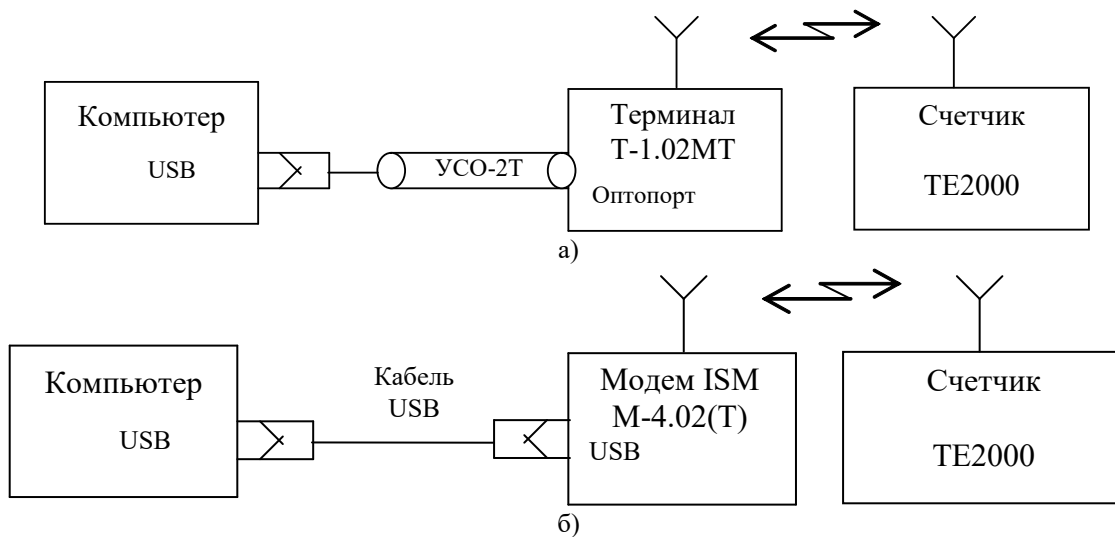 Компьютер
USB
УСО-2Т
Терминал
Т-1.02МТ
Оптопорт
Счетчик
ТЕ2000
а)
Компьютер
USB
Кабель
USB
Модем ISM
М-4.02(Т)
USB
Счетчик
ТЕ2000
б)